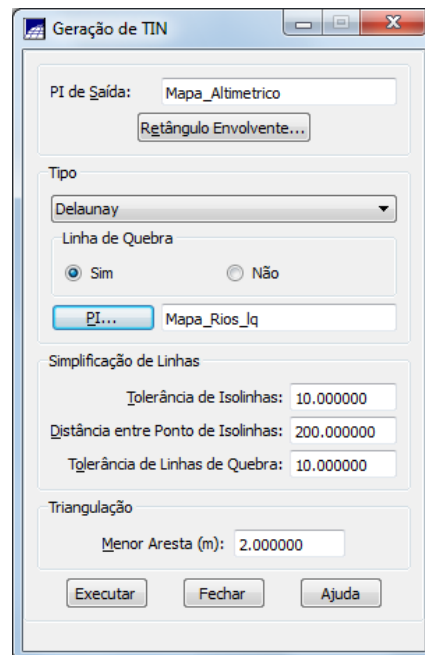 Geração de TIN
PI de Saída: Mapa_Altimetrico
Retângulo Envolvente...
Tipo
Delaunay
Linha de Quebra
Sim Não
PI... Mapa_Rios_lq
Simplificação de Linhas
Tolerância de Isolinhas: 10.000000
Distância entre Ponto de Isolinhas: 200.000000
Tolerância de Linhas de Quebra: 10.000000
Triangulação
Menor Aresta (m): 2.000000
Executar Fechar Ajuda